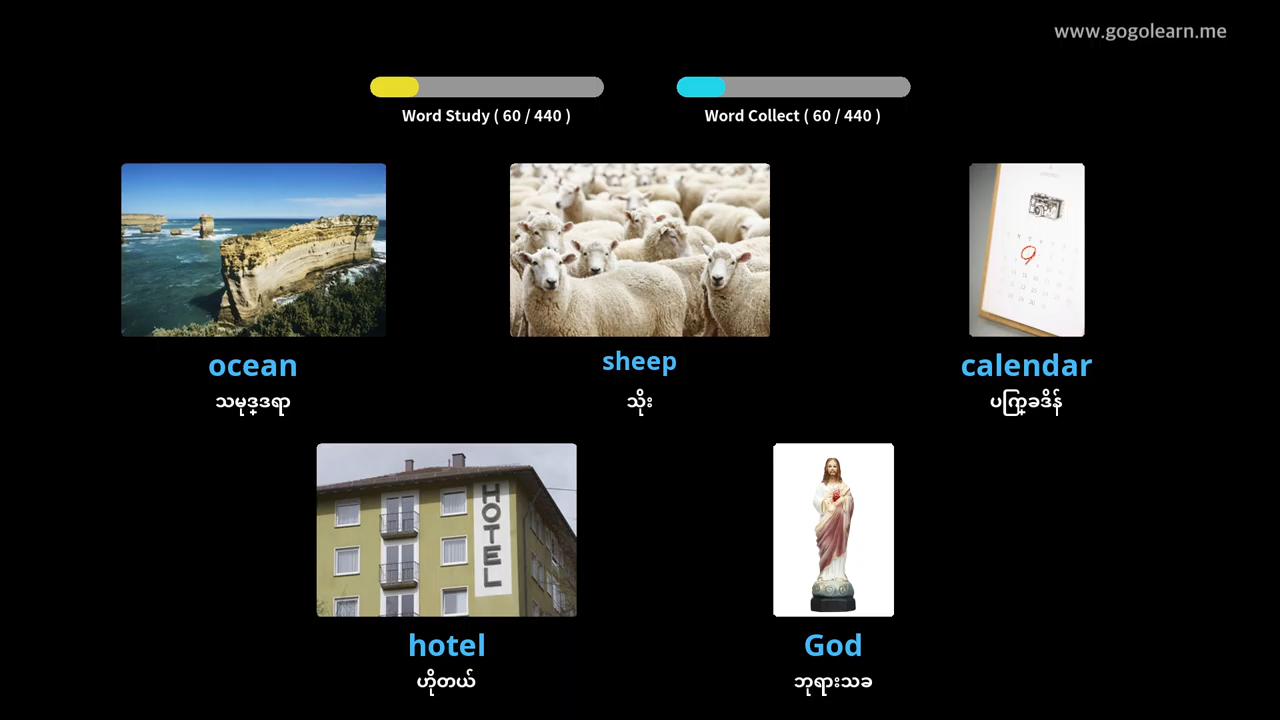 www.gogolearn.me
Word Study ( 60 / 440 )
Word Collect ( 60 / 440 )
ocean
သမုဒ္ဒရာ
sheep
သိုး
calendar
ပက္ခြဒိန်
HOTEL
hotel
ဟိုတယ်
God
ဘုရားသခ